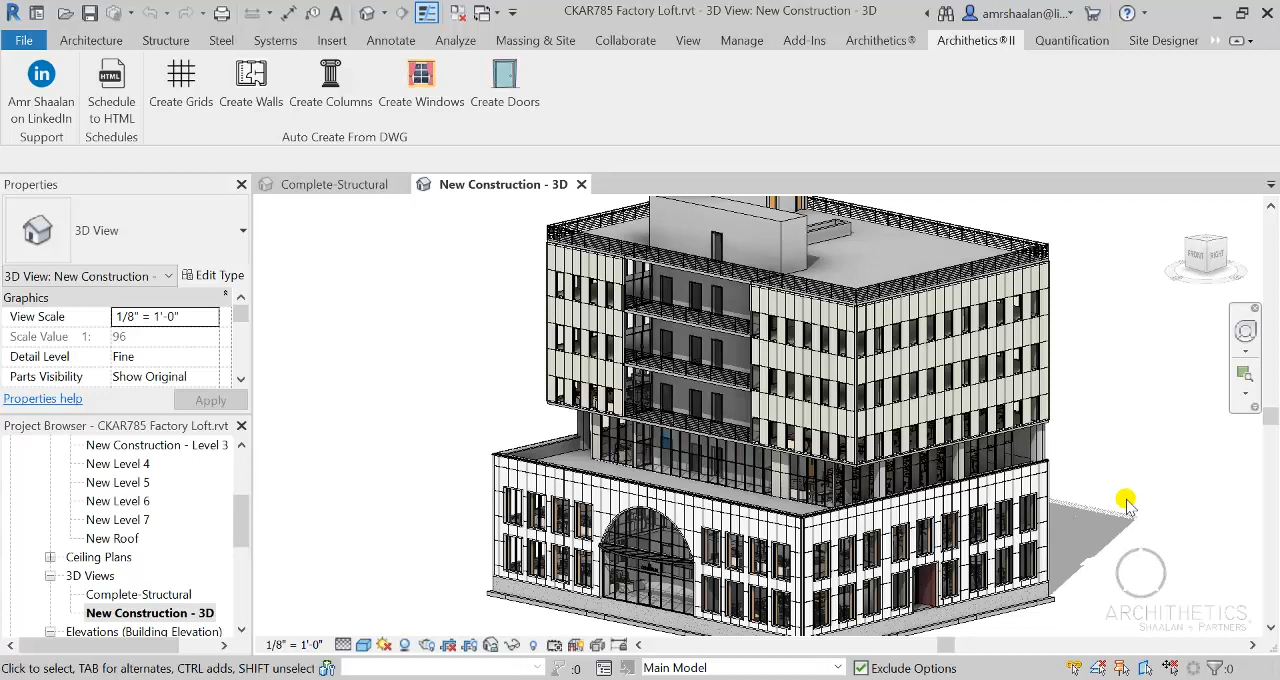 CKAR785 Factory Loft.rvt - 3D View: New Construction - 3D
amrshaalan@li...
File Architecture Structure Steel Systems Insert Annotate Analyze Massing & Site Collaborate View Manage Add-Ins Archithetics® Archithetics®II Quantification Site Designer
in
HTML
Amr Shaalan on LinkedIn
Schedule to HTML
Create Grids
Create Walls
Create Columns
Create Windows
Create Doors
Support
Schedules
Auto Create From DWG
Properties
Complete-Structural
New Construction - 3D
3D View
3D View: New Construction -
Edit Type
Graphics
View Scale 1/8" = 1'-0"
Scale Value 1: 96
Detail Level Fine
Parts Visibility Show Original
Properties help
Apply
Project Browser - CKAR785 Factory Loft.rvt
New Construction - Level 3
New Level 4
New Level 5
New Level 6
New Level 7
New Roof
Ceiling Plans
3D Views
Complete-Structural
New Construction - 3D
Elevations (Building Elevation)
FRONT
RIGHT
ARCHITHETICS.
SHAALAN + PARTNERS
1/8" = 1'-0"
Click to select, TAB for alternates, CTRL adds, SHIFT unselect
:0
Main Model
Exclude Options
:0